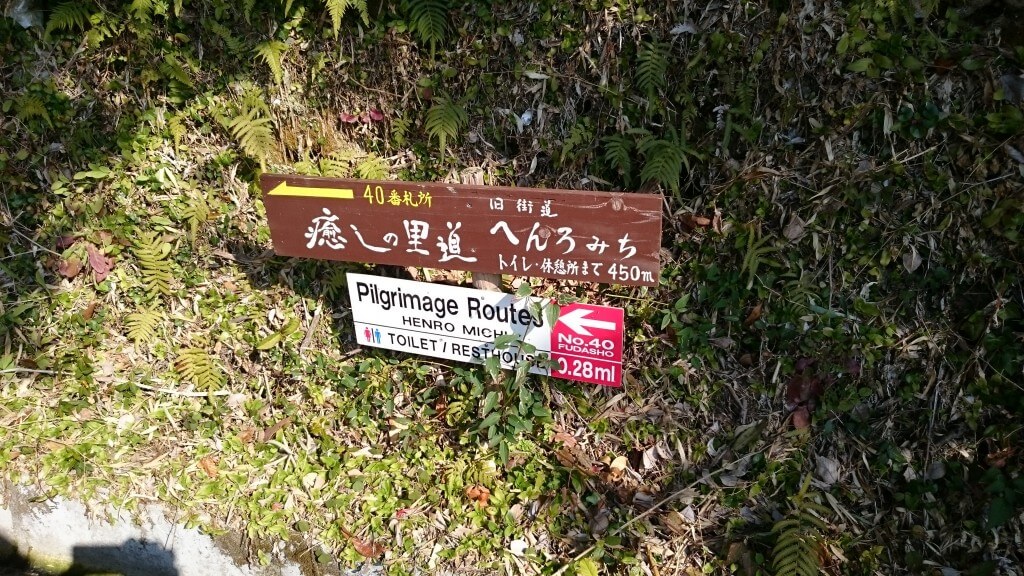 40番札所
旧街道
癒しの里道 へんろみち
トイレ・休憩所まで 450m
Pilgrimage Routes
HENRO MICHI
TOILET / RESTHOUSE
No.40
FUDASHO
0.28ml